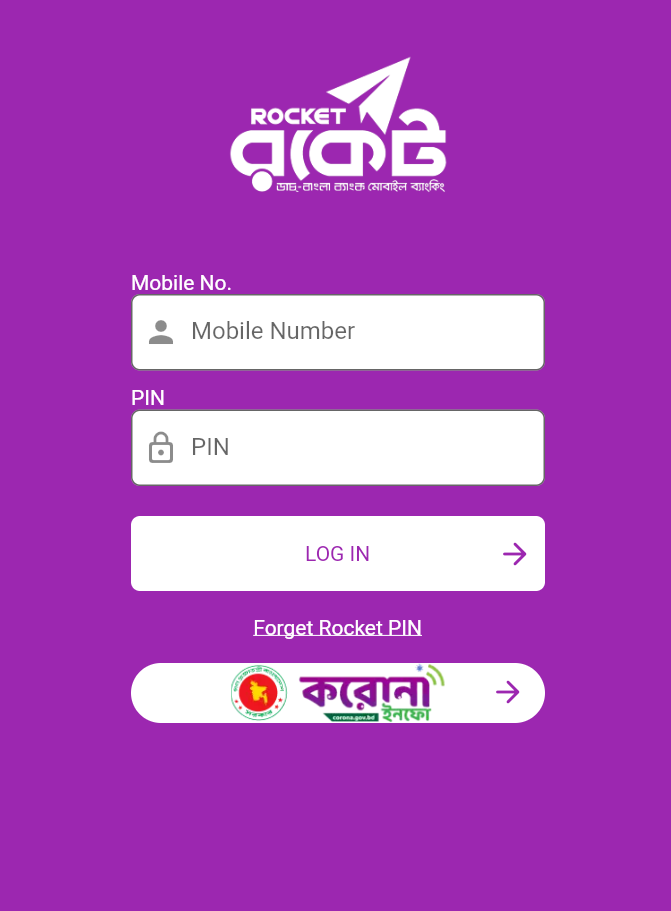 ROCKET
রকেট
ডাচ্-বাংলা ব্যাংক মোবাইল ব্যাংকিং
Mobile No.
Mobile Number
PIN
PIN
LOG IN
Forget Rocket PIN
করোনা
corona.gov.bd ইনফো